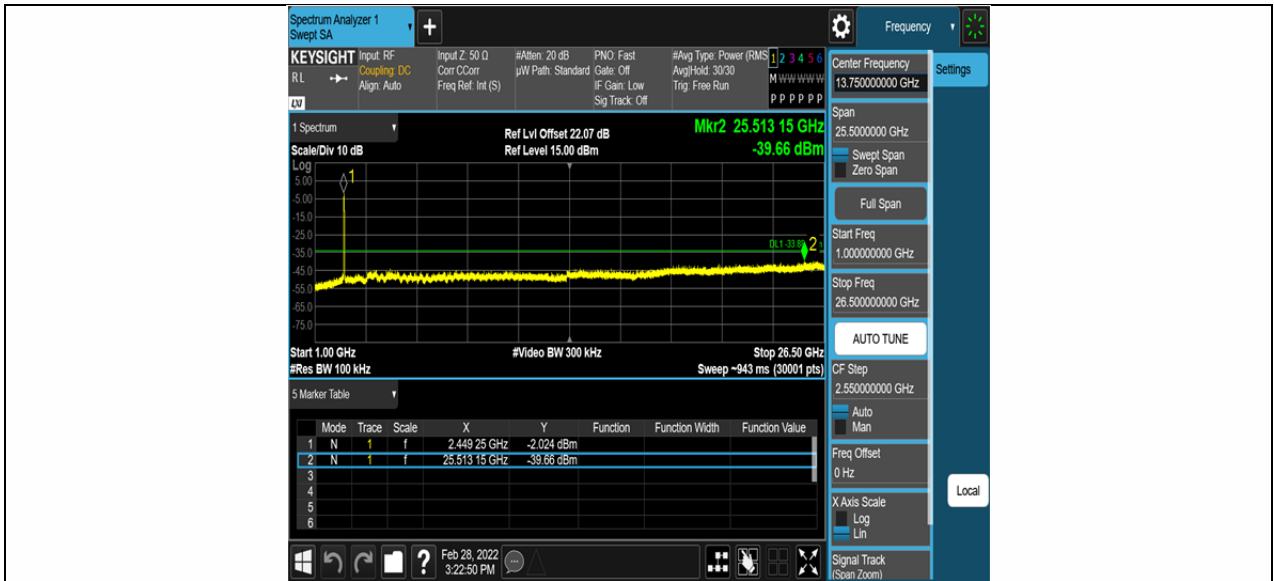 Spectrum Analyzer 1
Swept SA
Frequency
KEYSIGHT
R L
LXI
Input: RF
Coupling: DC
Align: Auto
Input Z: 50 Ω
Corr CCorr
Freq Ref: Int (S)
#Atten: 20 dB
µW Path: Standard
PNO: Fast
Gate: Off
IF Gain: Low
Sig Track: Off
#Avg Type: Power (RMS
Avg|Hold: 30/30
Trig: Free Run
1 2 3 4 5 6
M W W W W W
P P P P P P
1 Spectrum
Scale/Div 10 dB
Ref Lvl Offset 22.07 dB
Ref Level 15.00 dBm
Mkr2 25.513 15 GHz
-39.66 dBm
Log
5.00
-5.00
-15.0
-25.0
-35.0
-45.0
-55.0
-65.0
-75.0
1
2
Start 1.00 GHz
#Res BW 100 kHz
#Video BW 300 kHz
Stop 26.50 GHz
Sweep ~943 ms (30001 pts)
5 Marker Table
Mode Trace Scale X Y Function Function Width Function Value
1 N 1 f 2.449 25 GHz -2.024 dBm
2 N 1 f 25.513 15 GHz -39.66 dBm
3
4
5
6
?
Feb 28, 2022
3:22:50 PM
Center Frequency
13.750000000 GHz
Span
25.5000000 GHz
Swept Span
Zero Span
Full Span
Start Freq
1.000000000 GHz
Stop Freq
26.500000000 GHz
AUTO TUNE
CF Step
2.550000000 GHz
Auto
Man
Freq Offset
0 Hz
X Axis Scale
Log
Lin
Signal Track
(Span Zoom)
Settings
Local